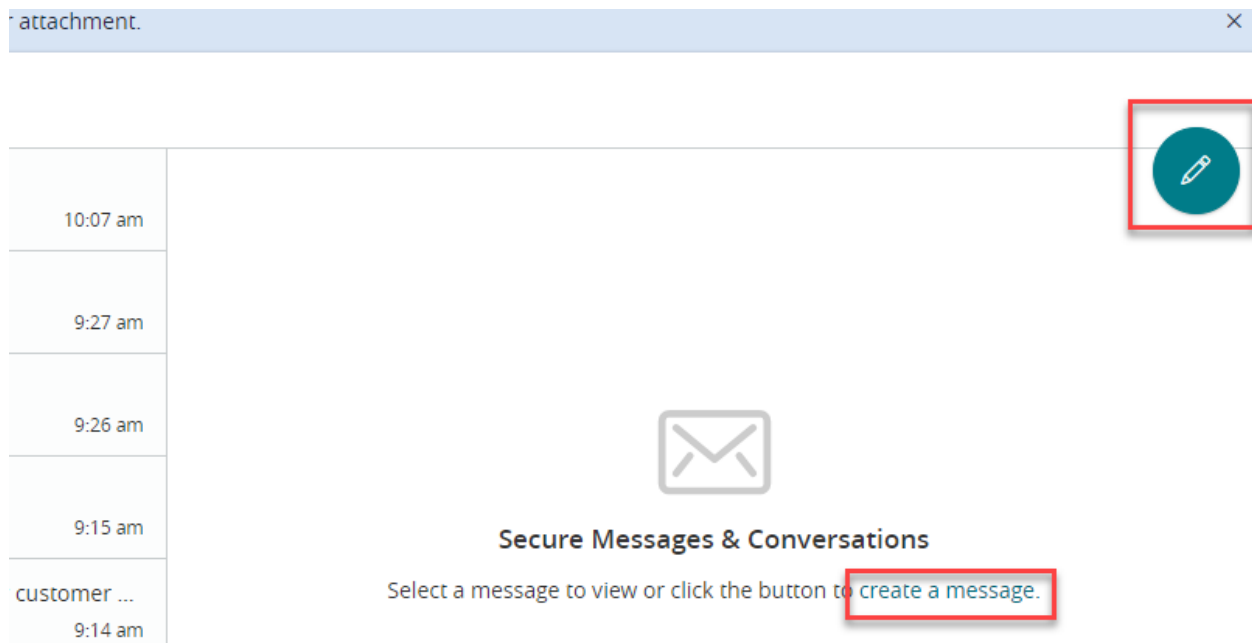 attachment.
10:07 am
9:27 am
9:26 am
9:15 am
Secure Messages & Conversations
Select a message to view or click the button to create a message.
customer ...
9:14 am